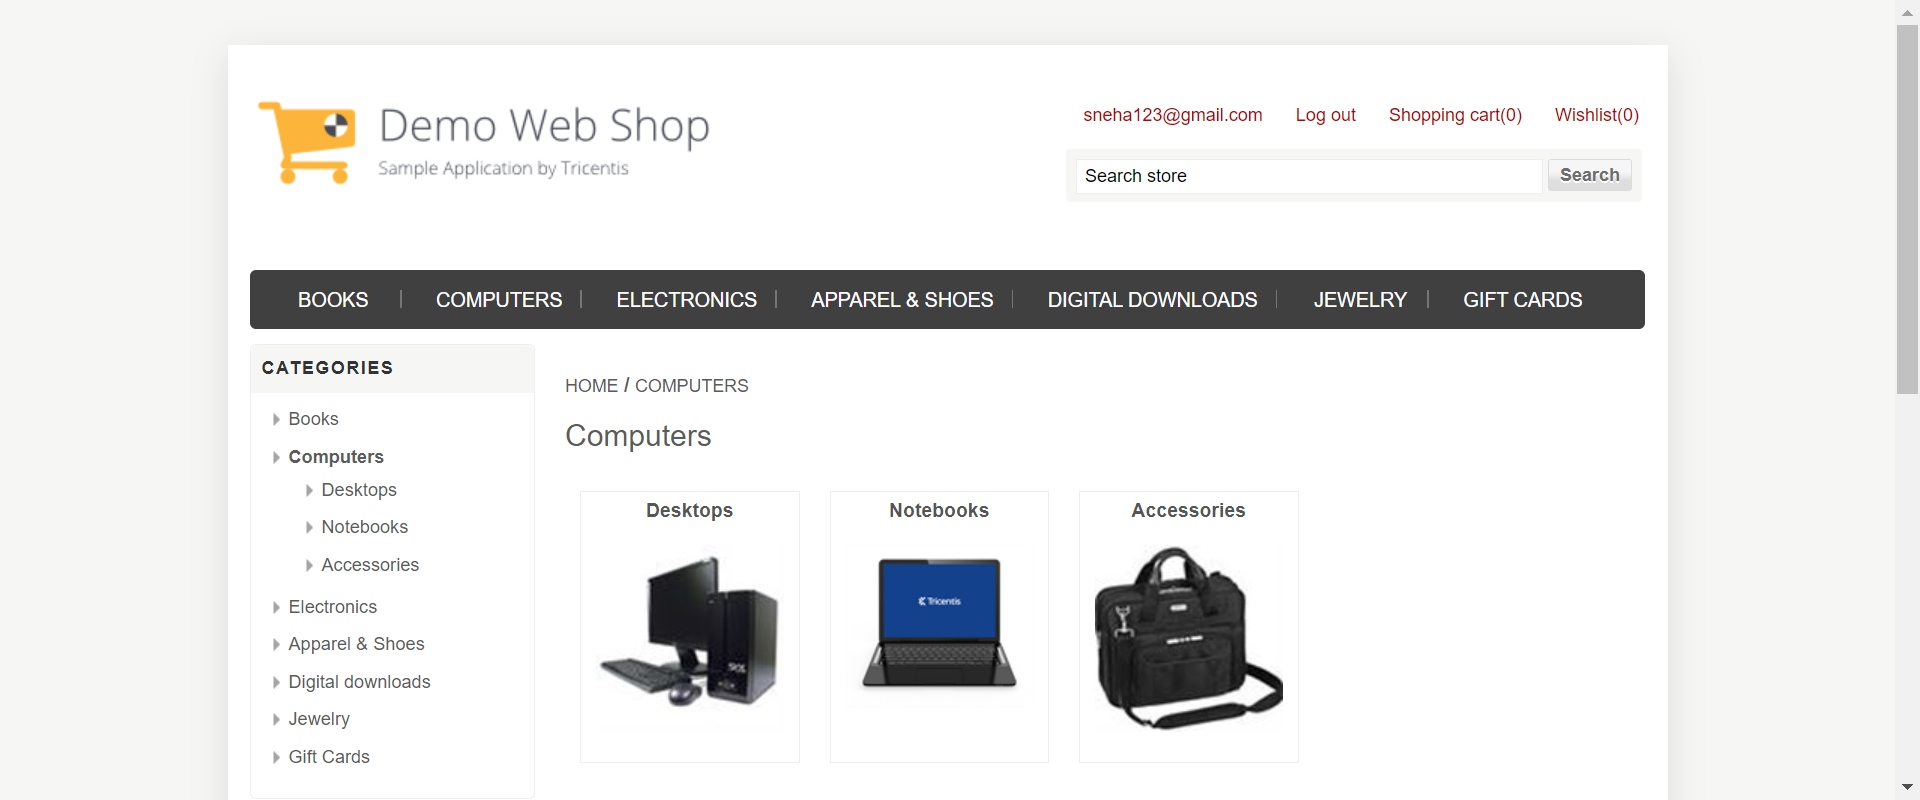 Demo Web Shop
Sample Application by Tricentis
sneha123@gmail.com Log out Shopping cart(0) Wishlist(0)
Search store Search
BOOKS COMPUTERS ELECTRONICS APPAREL & SHOES DIGITAL DOWNLOADS JEWELRY GIFT CARDS
CATEGORIES
Books
Computers
Desktops
Notebooks
Accessories
Electronics
Apparel & Shoes
Digital downloads
Jewelry
Gift Cards
HOME / COMPUTERS
Computers
Desktops
Notebooks
Tricentis
Accessories